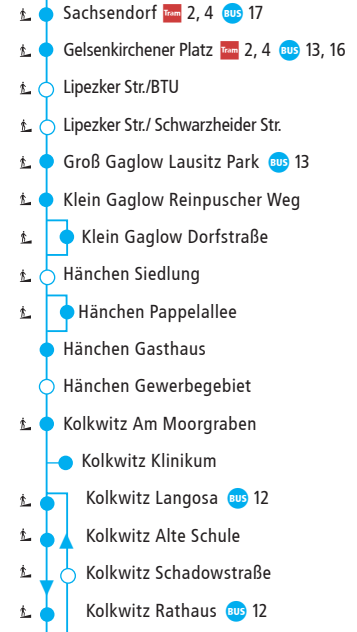 Sachsendorf Tram 2, 4 BUS 17
Gelsenkirchener Platz Tram 2, 4 BUS 13, 16
Lipezker Str./BTU
Lipezker Str./ Schwarzheider Str.
Groß Gaglow Lausitz Park BUS 13
Klein Gaglow Reinpuscher Weg
Klein Gaglow Dorfstraße
Hänchen Siedlung
Hänchen Pappelallee
Hänchen Gasthaus
Hänchen Gewerbegebiet
Kolkwitz Am Moorgraben
Kolkwitz Klinikum
Kolkwitz Langosa BUS 12
Kolkwitz Alte Schule
Kolkwitz Schadowstraße
Kolkwitz Rathaus BUS 12